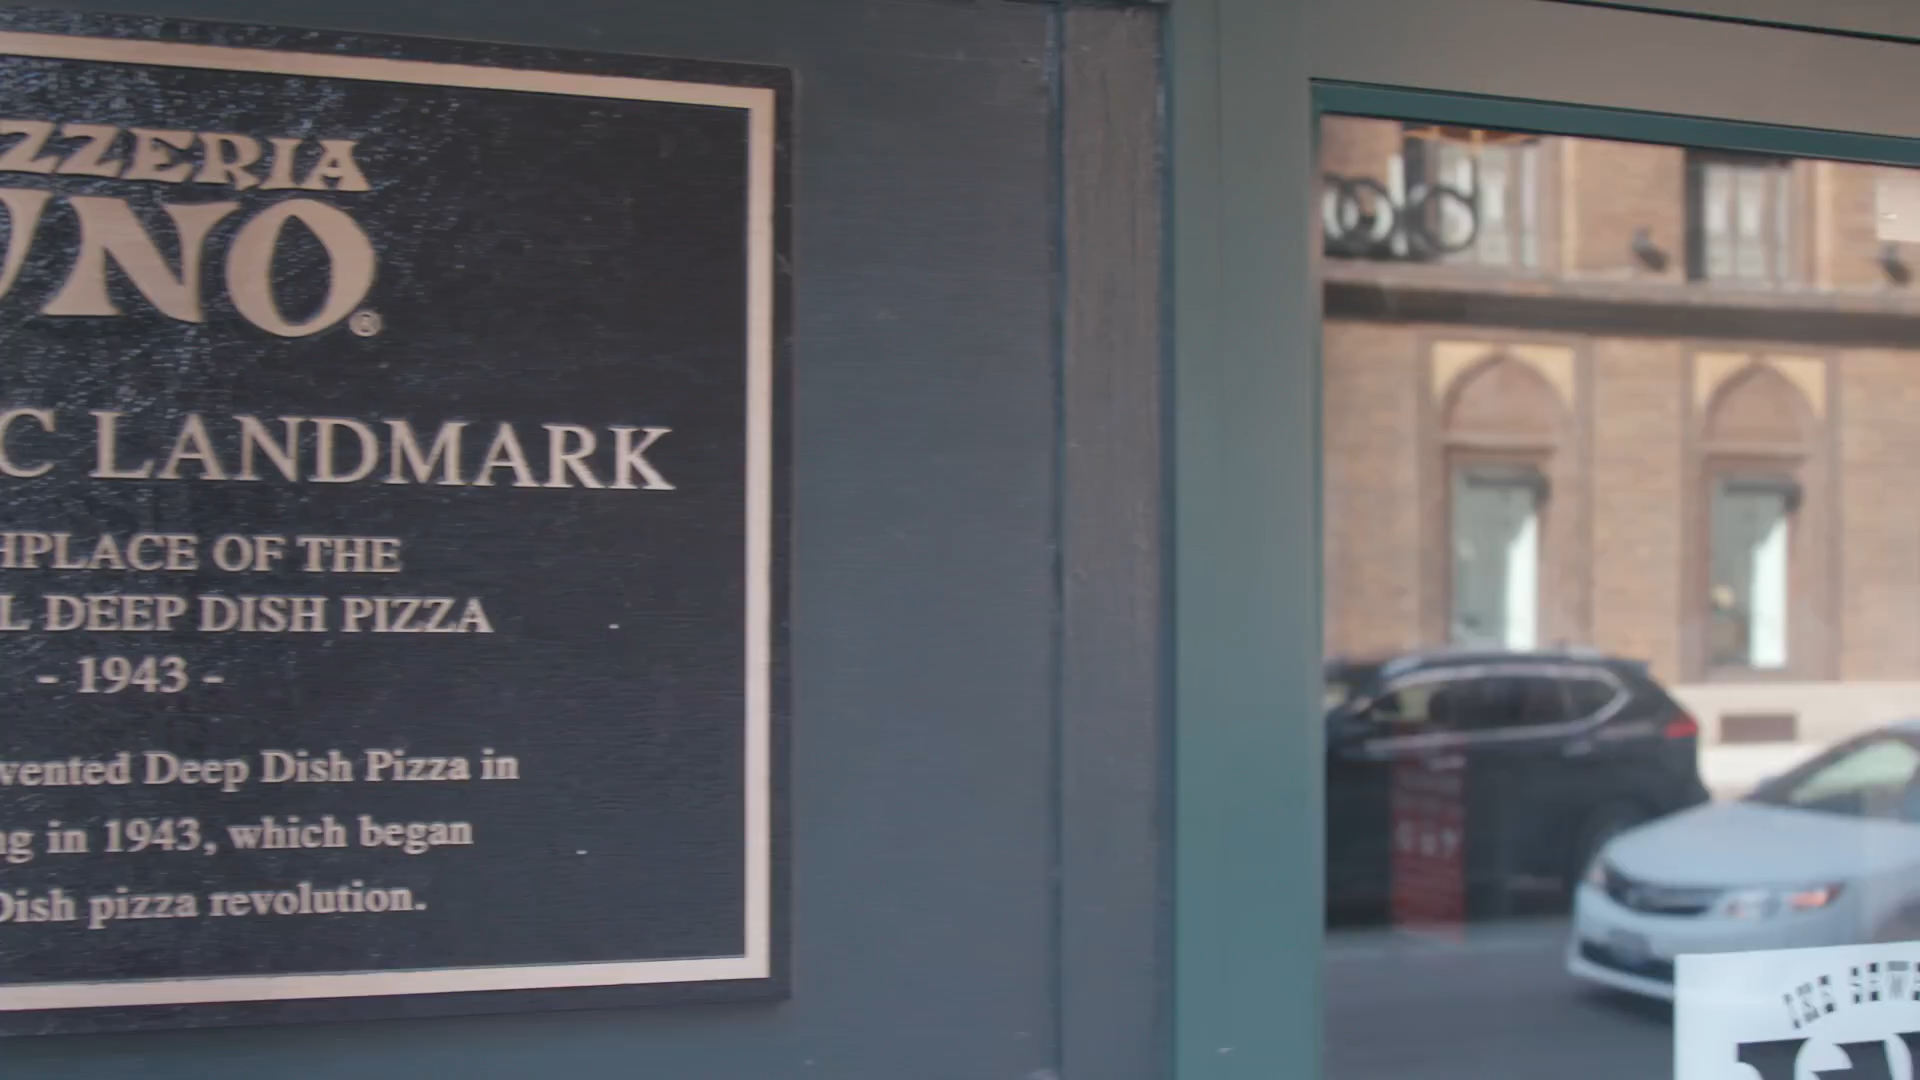 ZZERIA
UNO®
C LANDMARK
HPLACE OF THE
L DEEP DISH PIZZA
- 1943 -
vented Deep Dish Pizza in
ng in 1943, which began
Dish pizza revolution.